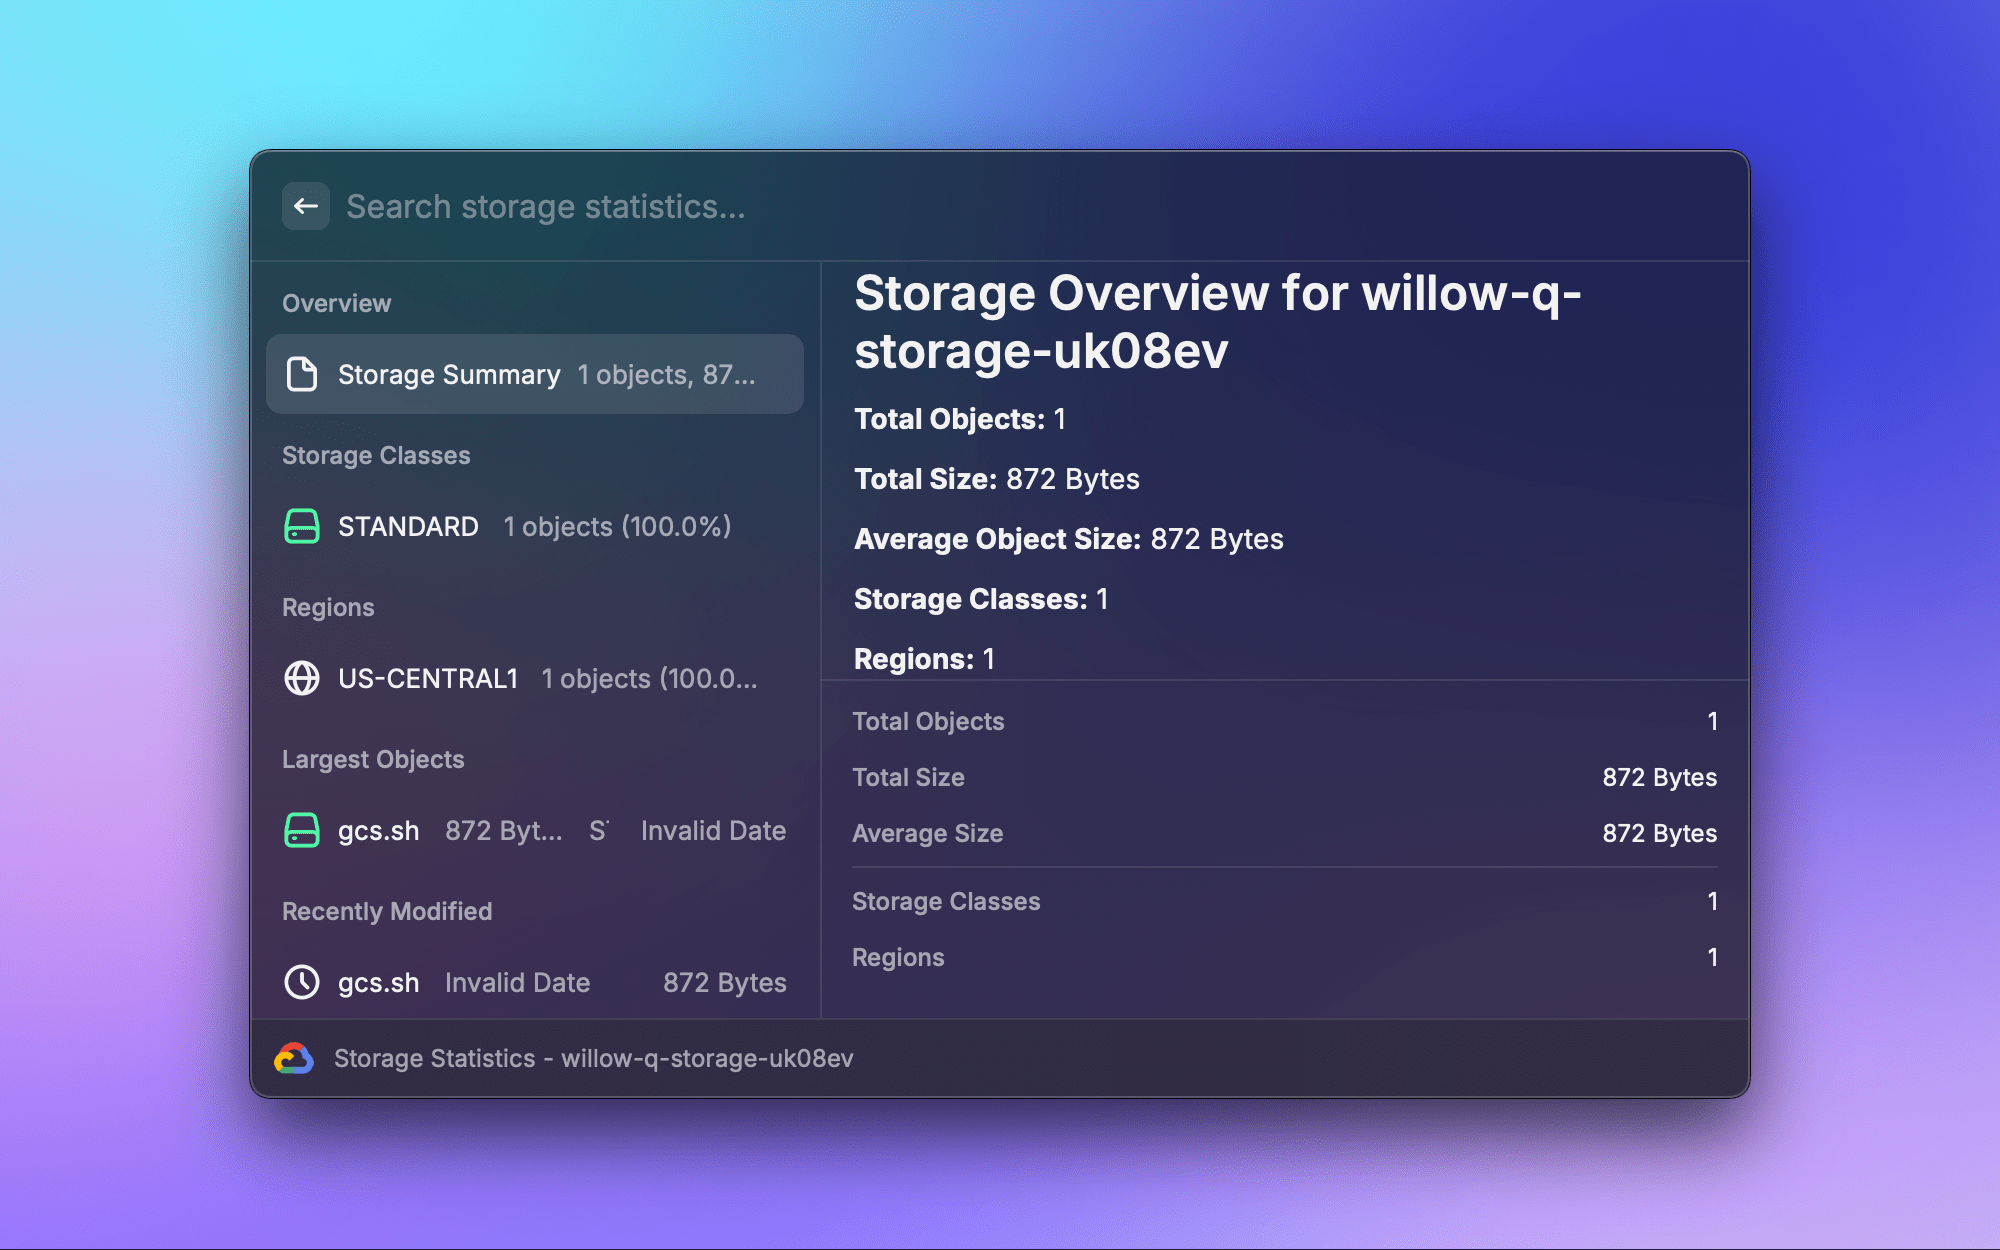 Search storage statistics...
Overview
Storage Summary 1 objects, 87...
Storage Classes
STANDARD 1 objects (100.0%)
Regions
US-CENTRAL1 1 objects (100.0...
Largest Objects
gcs.sh 872 Byt... S Invalid Date
Recently Modified
gcs.sh Invalid Date 872 Bytes
Storage Overview for willow-q-
storage-uk08ev
Total Objects: 1
Total Size: 872 Bytes
Average Object Size: 872 Bytes
Storage Classes: 1
Regions: 1
Total Objects 1
Total Size 872 Bytes
Average Size 872 Bytes
Storage Classes 1
Regions 1
Storage Statistics - willow-q-storage-uk08ev